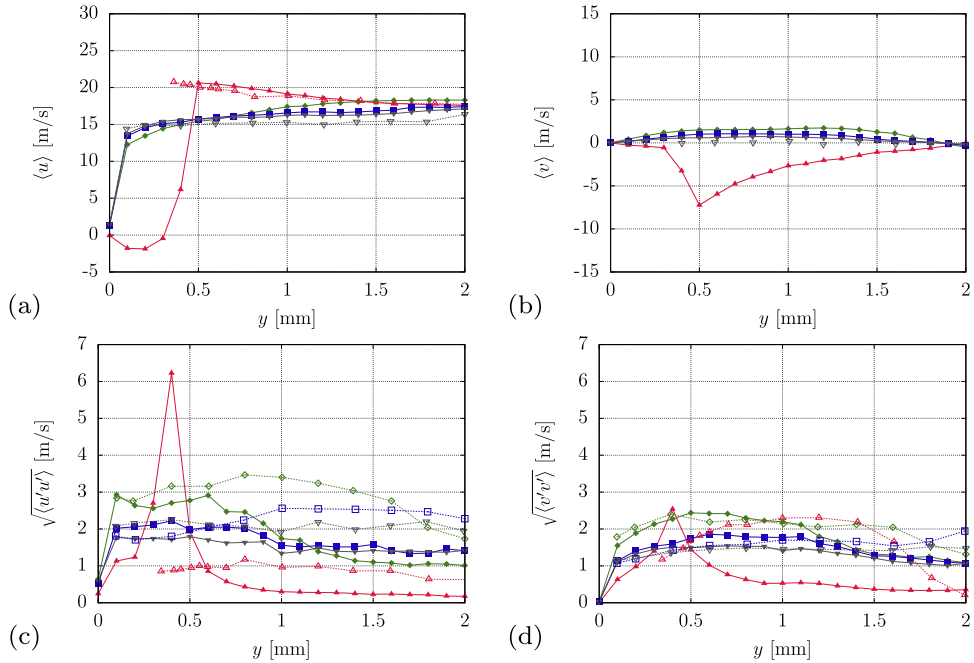 30
25
20
15
10
5
0
-5
⟨u⟩ [m/s]
0 0.5 1 1.5 2
(a) y [mm]
15
10
5
0
-5
-10
-15
⟨v⟩ [m/s]
0 0.5 1 1.5 2
(b) y [mm]
7
6
5
4
3
2
1
0
√⟨u′u′⟩ [m/s]
0 0.5 1 1.5 2
(c) y [mm]
7
6
5
4
3
2
1
0
√⟨v′v′⟩ [m/s]
0 0.5 1 1.5 2
(d) y [mm]